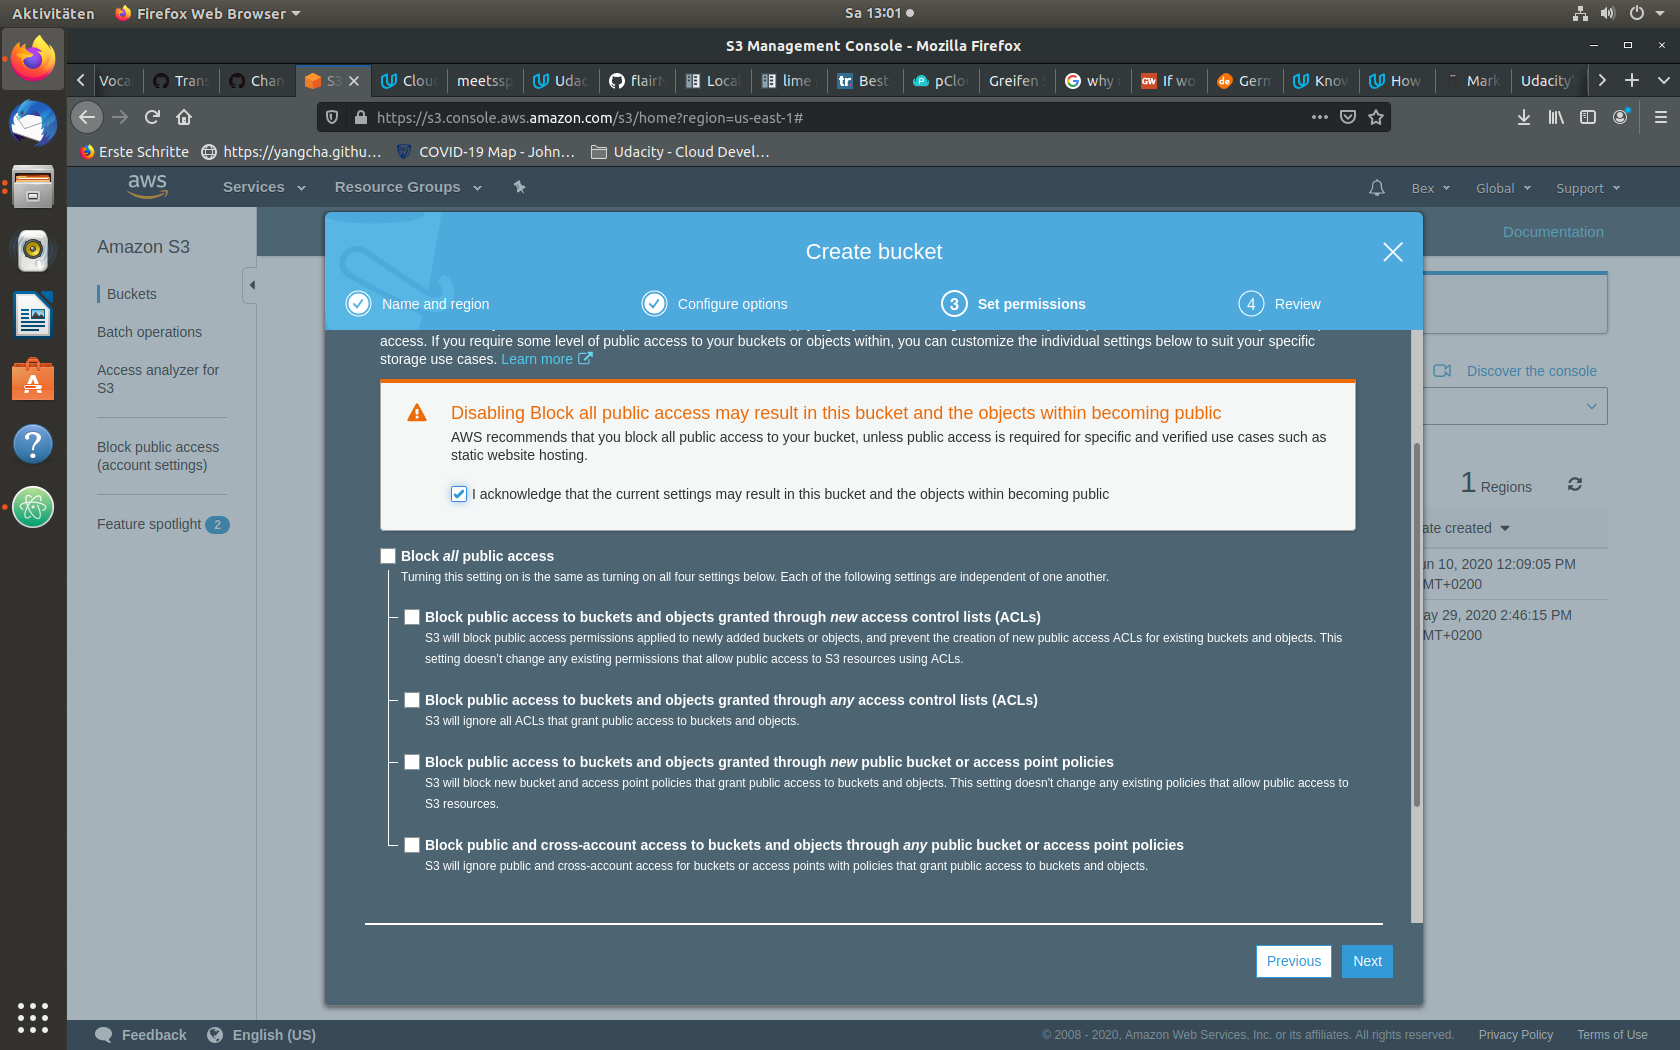 Aktivitäten
Firefox Web Browser
Sa 13:01
S3 Management Console - Mozilla Firefox
Voca
Trans
Chan
S3
Clou
meetssp
Udac
flairN
Loca
lime
Best
pClo
Greifen
why
If wo
Germ
Know
How
Mark
Udacity
https://s3.console.aws.amazon.com/s3/home?region=us-east-1#
Erste Schritte
https://yangcha.githu…
COVID-19 Map - John…
Udacity - Cloud Devel…
aws
Services
Resource Groups
Bex
Global
Support
Amazon S3
Buckets
Batch operations
Access analyzer for
S3
Block public access
(account settings)
Feature spotlight 2
Documentation
Discover the console
1 Regions
ate created
un 10, 2020 12:09:05 PM
MT+0200
ay 29, 2020 2:46:15 PM
MT+0200
Create bucket
Name and region
Configure options
3 Set permissions
4 Review
access. If you require some level of public access to your buckets or objects within, you can customize the individual settings below to suit your specific
storage use cases. Learn more
Disabling Block all public access may result in this bucket and the objects within becoming public
AWS recommends that you block all public access to your bucket, unless public access is required for specific and verified use cases such as
static website hosting.
I acknowledge that the current settings may result in this bucket and the objects within becoming public
Block all public access
Turning this setting on is the same as turning on all four settings below. Each of the following settings are independent of one another.
Block public access to buckets and objects granted through new access control lists (ACLs)
S3 will block public access permissions applied to newly added buckets or objects, and prevent the creation of new public access ACLs for existing buckets and objects. This
setting doesn't change any existing permissions that allow public access to S3 resources using ACLs.
Block public access to buckets and objects granted through any access control lists (ACLs)
S3 will ignore all ACLs that grant public access to buckets and objects.
Block public access to buckets and objects granted through new public bucket or access point policies
S3 will block new bucket and access point policies that grant public access to buckets and objects. This setting doesn't change any existing policies that allow public access to
S3 resources.
Block public and cross-account access to buckets and objects through any public bucket or access point policies
S3 will ignore public and cross-account access for buckets or access points with policies that grant public access to buckets and objects.
Previous
Next
Feedback
English (US)
© 2008 - 2020, Amazon Web Services, Inc. or its affiliates. All rights reserved.
Privacy Policy
Terms of Use